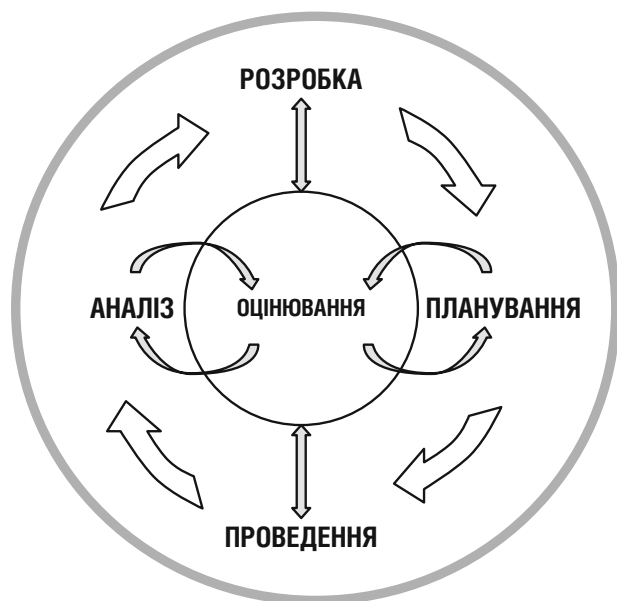 РОЗРОБКА
АНАЛІЗ
ОЦІНЮВАННЯ
ПЛАНУВАННЯ
ПРОВЕДЕННЯ